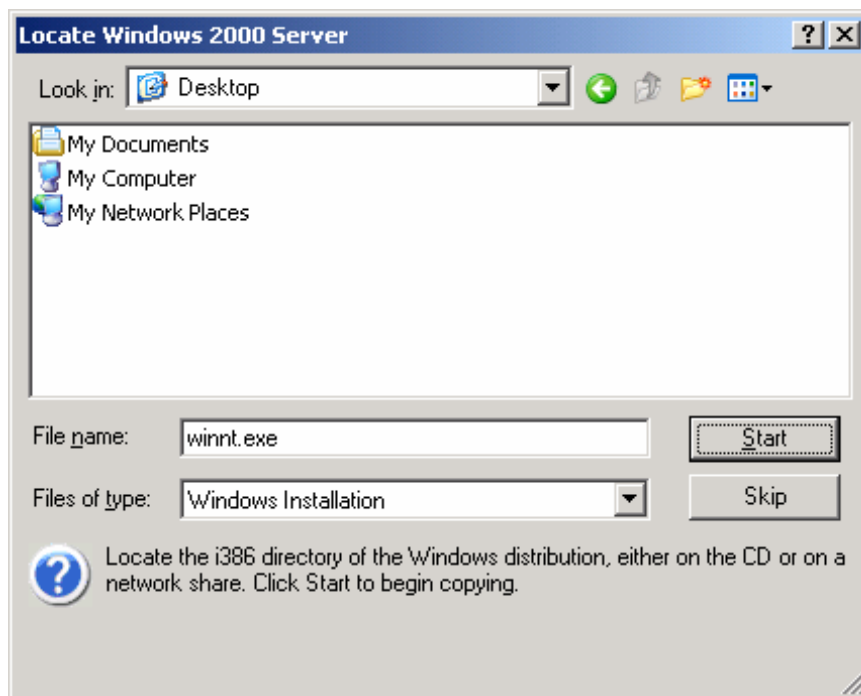 Locate Windows 2000 Server
Look in: Desktop
My Documents
My Computer
My Network Places
File name: winnt.exe Start
Files of type: Windows Installation Skip
Locate the i386 directory of the Windows distribution, either on the CD or on a
network share. Click Start to begin copying.